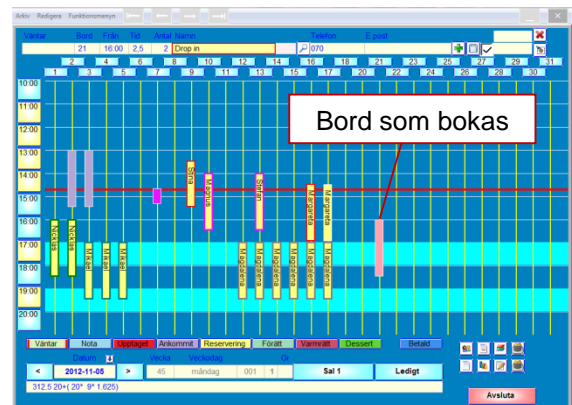 Arkiv Redigera Funktionsmenyn
Väntar Bord Från Tid Antal Namn Telefon E.post
21 16:00 2,5 2 Drop in 070
2 4 6 8 10 12 14 16 18 21 23 25 27 29 31
1 3 5 7 9 11 13 15 17 20 22 24 26 28 30
10:00
11:00
12:00
13:00
14:00
15:00
16:00
17:00
18:00
19:00
20:00
Bord som bokas
Stina
Magnus
Stefan
Margareta
Margareta
Nicklas
Nicklas
Mikael
Mikael
Mikael
Magdalena
Magdalena
Magdalena
Magdalena
Magdalena
Väntar Nota Upptaget Ankommit Reservering Förätt Varmrätt Dessert Betald
Datum Vecka Veckodag Gr
< 2012-11-05 > 45 måndag 001 1 Sal 1 Ledigt
312.5 20+( 20* 9* 1.625)
Avsluta